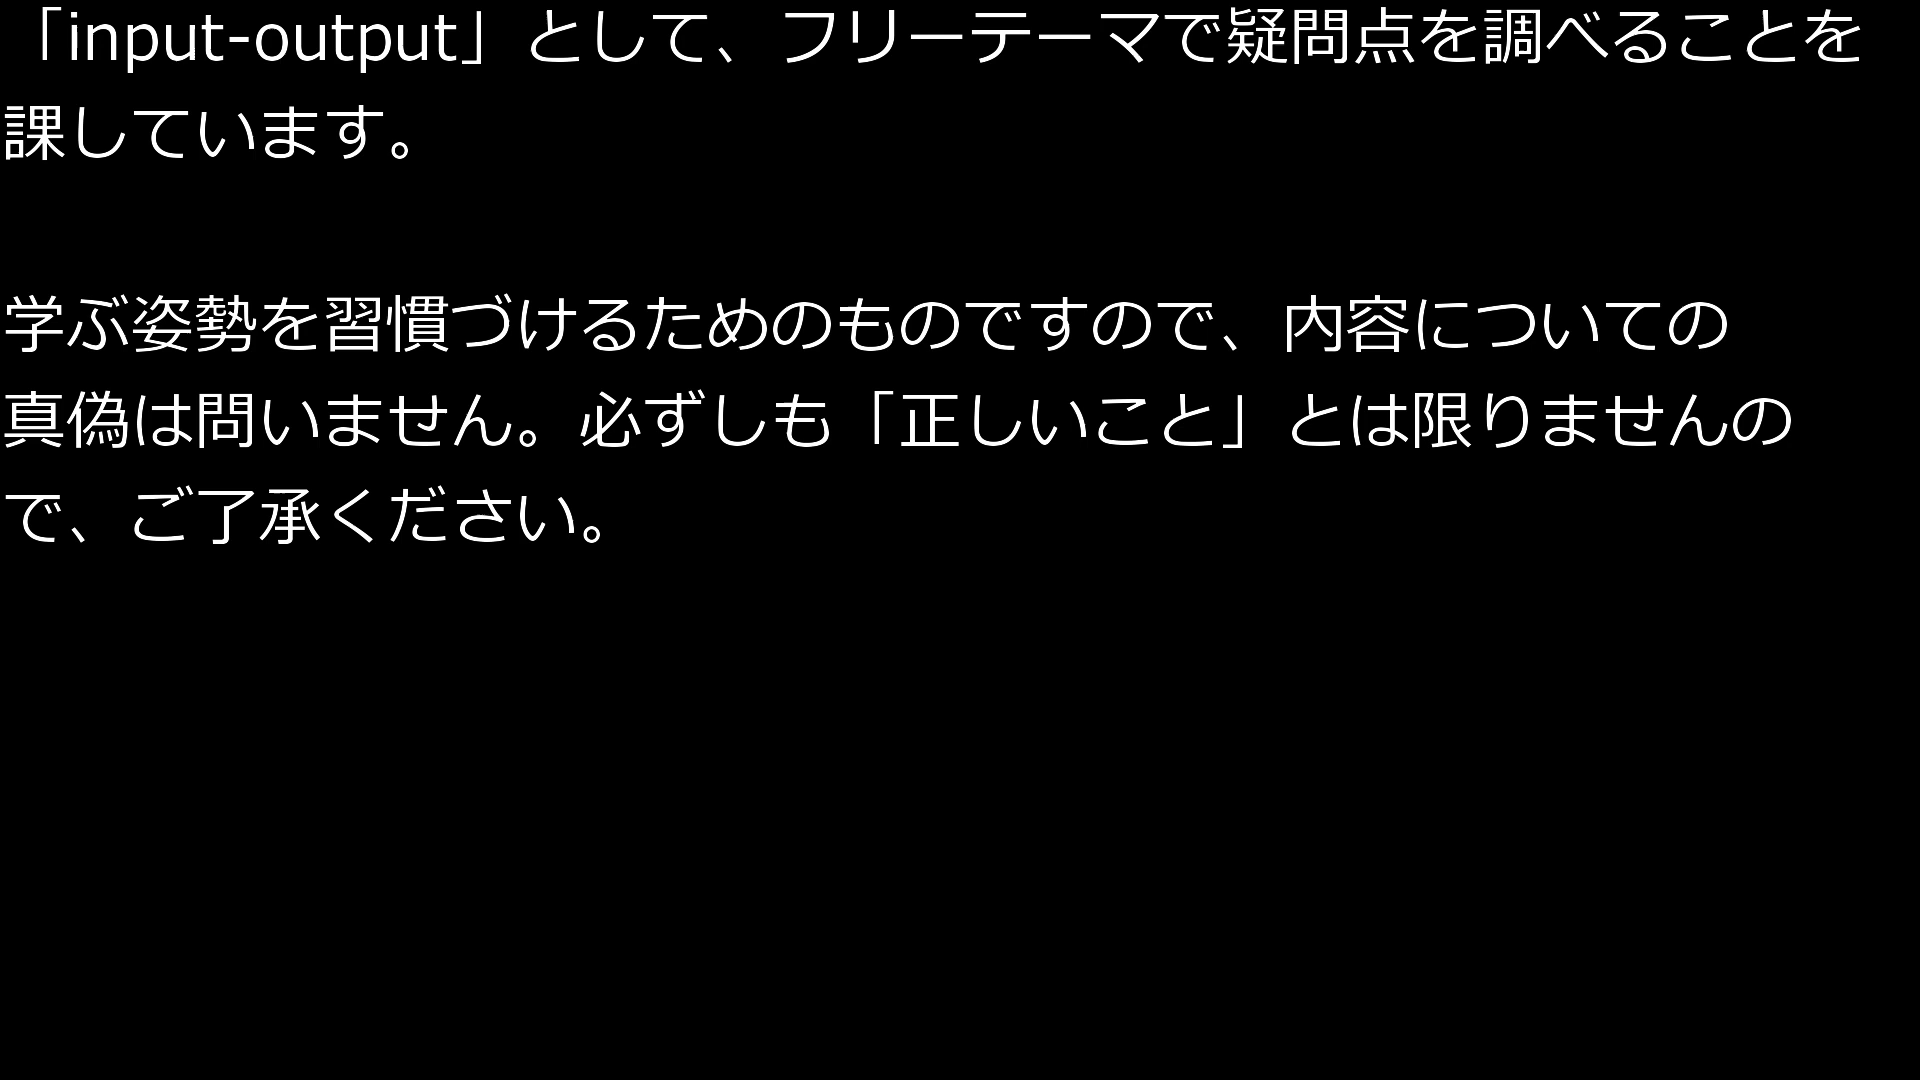 「input-output」として、フリーテーマで疑問点を調べることを
課しています。
学ぶ姿勢を習慣づけるためのものですので、内容についての
真偽は問いません。必ずしも「正しいこと」とは限りませんの
で、ご了承ください。